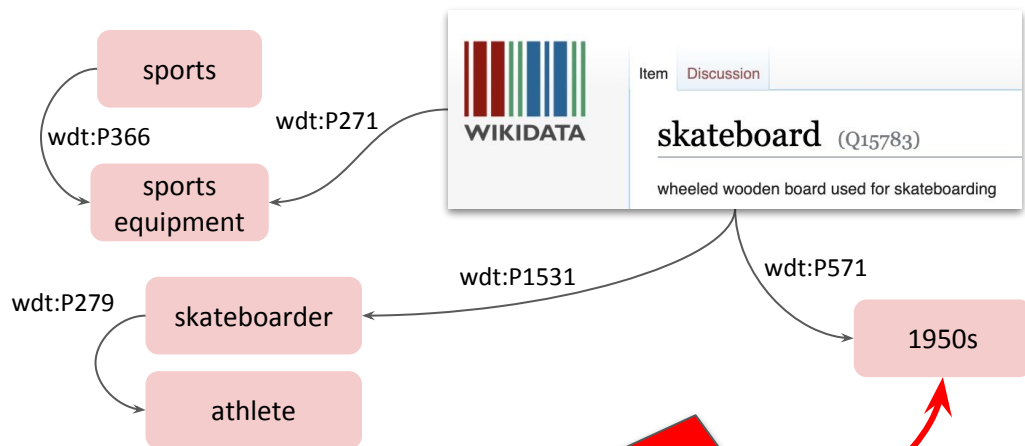 sports
wdt:P366
wdt:P271
sports
equipment
WIKIDATA
Item Discussion
skateboard (Q15783)
wheeled wooden board used for skateboarding
wdt:P1531
wdt:P571
wdt:P279
skateboarder
1950s
athlete